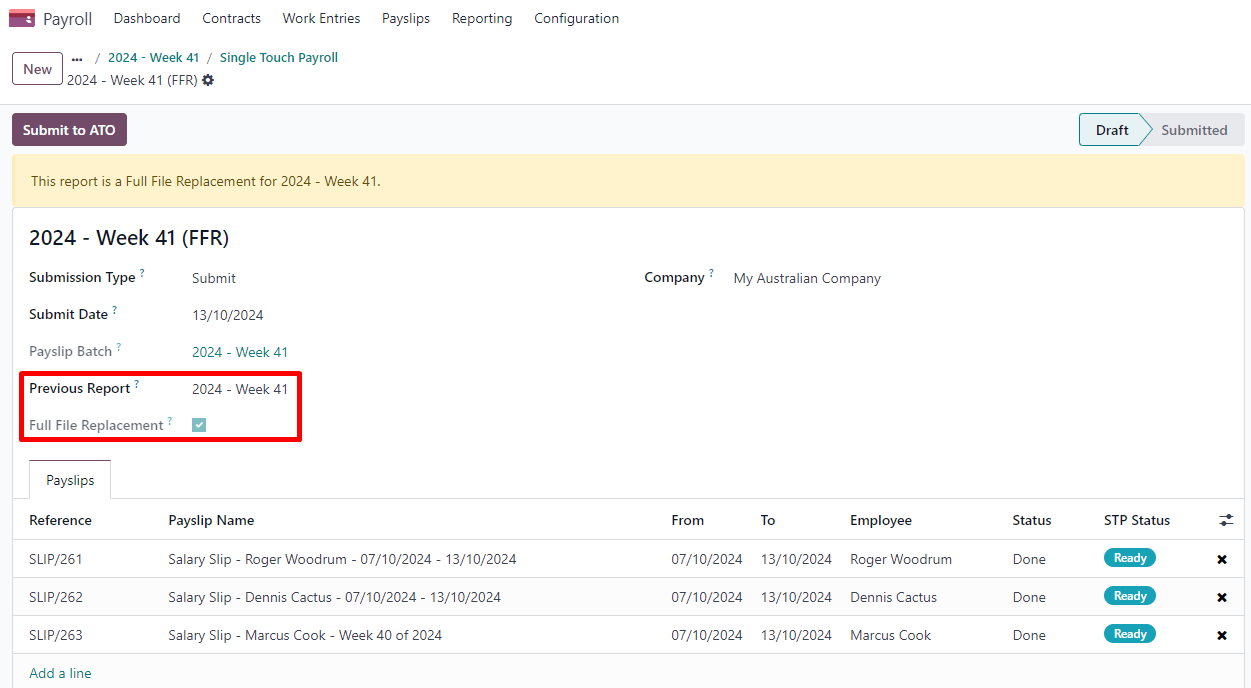 Payroll Dashboard Contracts Work Entries Payslips Reporting Configuration
New ... / 2024 - Week 41 / Single Touch Payroll
2024 - Week 41 (FFR)
Submit to ATO Draft Submitted
This report is a Full File Replacement for 2024 - Week 41.
2024 - Week 41 (FFR)
Submission Type ? Submit Company ? My Australian Company
Submit Date ? 13/10/2024
Payslip Batch ? 2024 - Week 41
Previous Report ? 2024 - Week 41
Full File Replacement ?
Payslips
Reference Payslip Name From To Employee Status STP Status
SLIP/261 Salary Slip - Roger Woodrum - 07/10/2024 - 13/10/2024 07/10/2024 13/10/2024 Roger Woodrum Done Ready
SLIP/262 Salary Slip - Dennis Cactus - 07/10/2024 - 13/10/2024 07/10/2024 13/10/2024 Dennis Cactus Done Ready
SLIP/263 Salary Slip - Marcus Cook - Week 40 of 2024 07/10/2024 13/10/2024 Marcus Cook Done Ready
Add a line